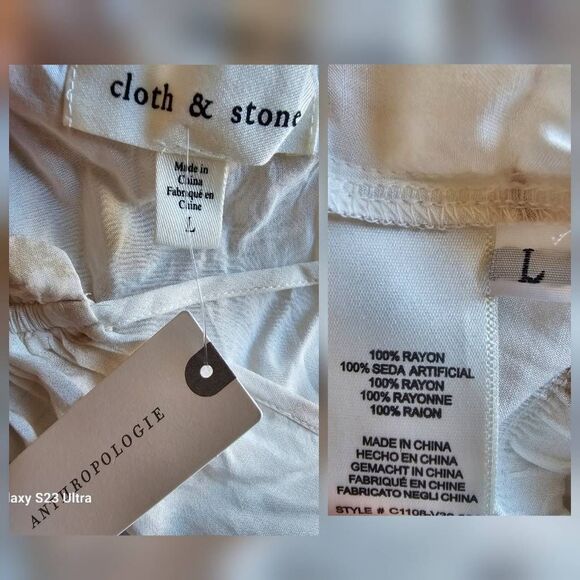 cloth & stone
Made in
China
Fabriqué en
Chine
L
ANTHROPOLOGIE
laxy S23 Ultra
L
100% RAYON
100% SEDA ARTIFICIAL
100% RAYON
100% RAYONNE
100% RAION
MADE IN CHINA
HECHO EN CHINA
GEMACHT IN CHINA
FABRIQUÉ EN CHINE
FABRICATO NEGLI CHINA
STYLE #